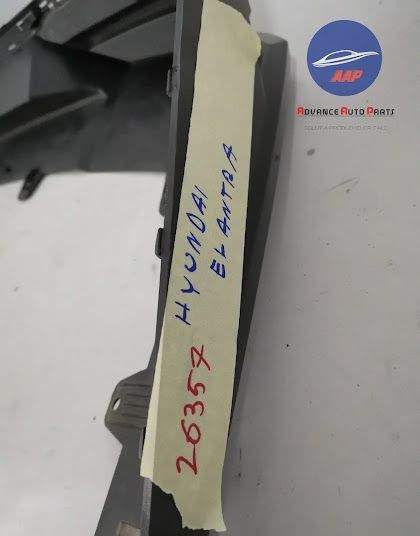 AAP
ADVANCE AUTO PARTS
26357 HYUNDAI
ELANTRA